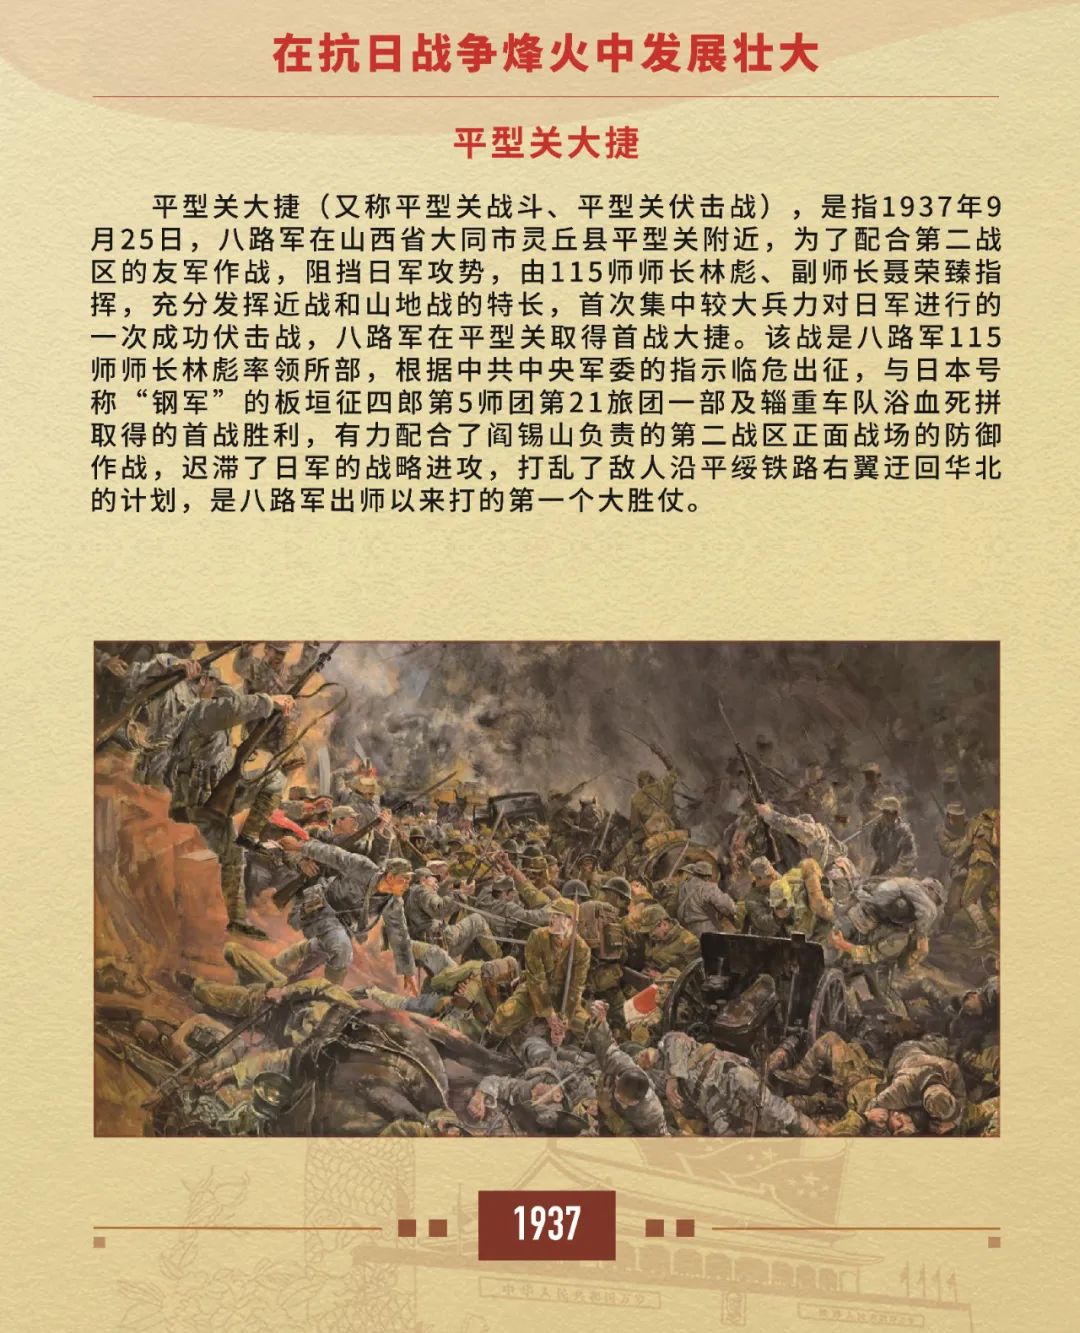 在抗日战争烽火中发展壮大
平型关大捷
平型关大捷（又称平型关战斗、平型关伏击战），是指1937年9
月25日，八路军在山西省大同市灵丘县平型关附近，为了配合第二战
区的友军作战，阻挡日军攻势，由115师师长林彪、副师长聂荣臻指
挥，充分发挥近战和山地战的特长，首次集中较大兵力对日军进行的
一次成功伏击战，八路军在平型关取得首战大捷。该战是八路军115
师师长林彪率领所部，根据中共中央军委的指示临危出征，与日本号
称“钢军”的板垣征四郎第5师团第21旅团一部及辎重车队浴血死拼
取得的首战胜利，有力配合了阎锡山负责的第二战区正面战场的防御
作战，迟滞了日军的战略进攻，打乱了敌人沿平绥铁路右翼迂回华北
的计划，是八路军出师以来打的第一个大胜仗。
1937
中华人民共和国万岁